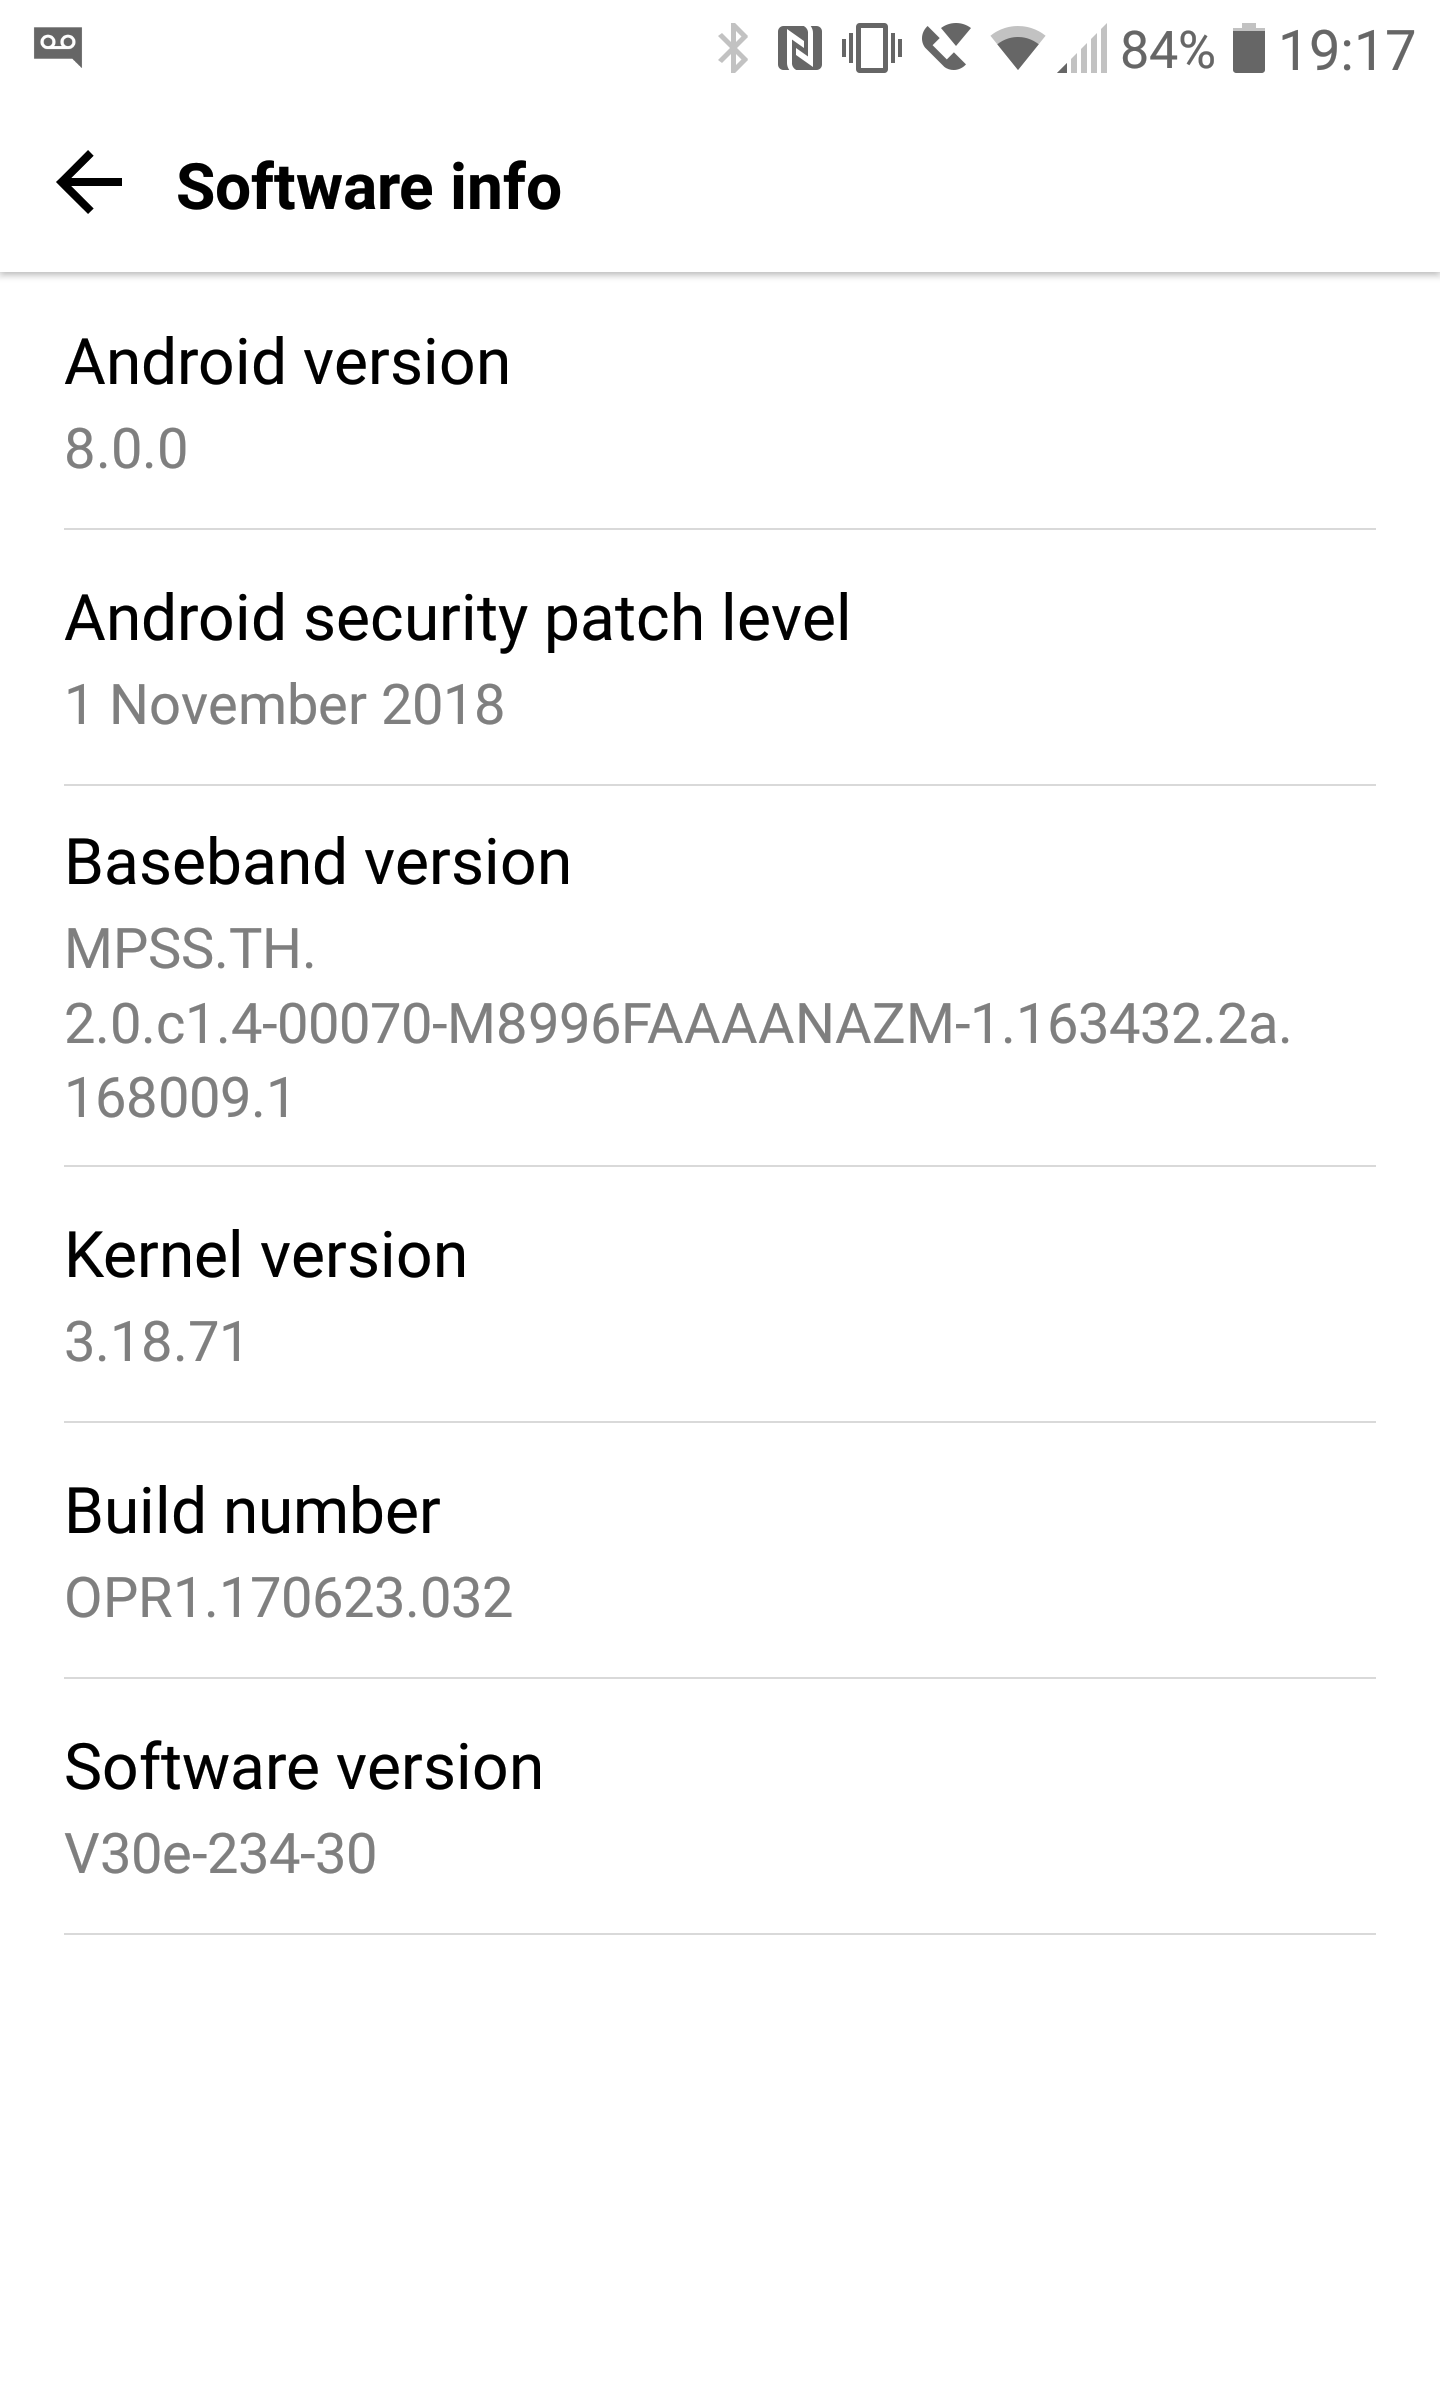 84% 19:17
Software info
Android version
8.0.0
Android security patch level
1 November 2018
Baseband version
MPSS.TH.
2.0.c1.4-00070-M8996FAAAANAZM-1.163432.2a.
168009.1
Kernel version
3.18.71
Build number
OPR1.170623.032
Software version
V30e-234-30